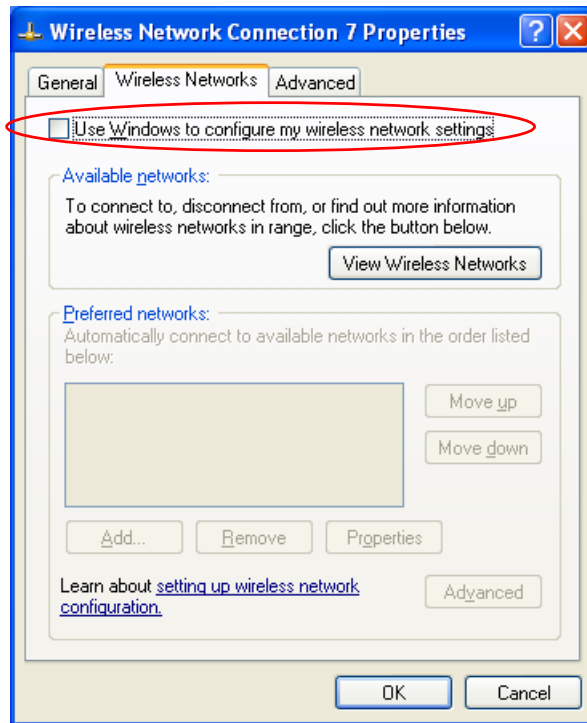 Wireless Network Connection 7 Properties
General Wireless Networks Advanced
Use Windows to configure my wireless network settings
Available networks:
To connect to, disconnect from, or find out more information
about wireless networks in range, click the button below.
View Wireless Networks
Preferred networks:
Automatically connect to available networks in the order listed
below:
Move up
Move down
Add... Remove Properties
Learn about setting up wireless network
configuration.
Advanced
OK Cancel